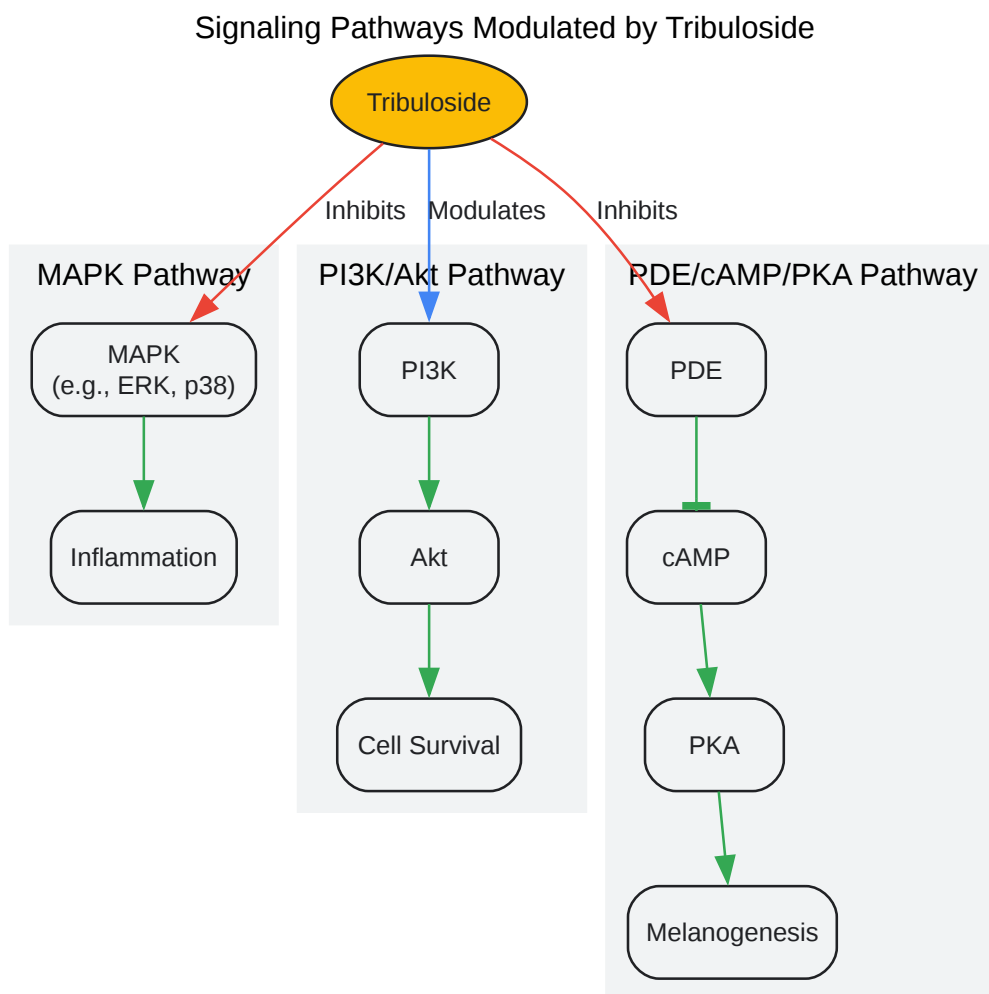 Signaling Pathways Modulated by Tribuloside
Tribuloside
Inhibits
Modulates
Inhibits
MAPK Pathway
MAPK
(e.g., ERK, p38)
Inflammation
PI3K/Akt Pathway
PI3K
Akt
Cell Survival
PDE/cAMP/PKA Pathway
PDE
cAMP
PKA
Melanogenesis